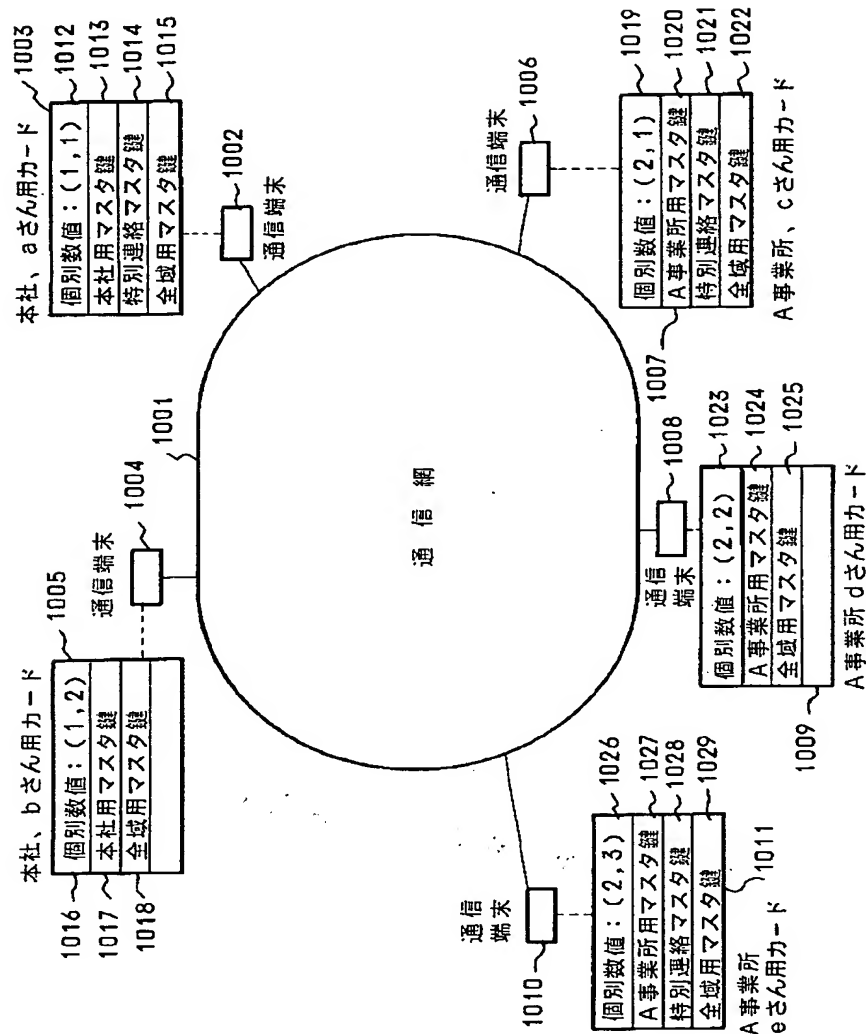 本社、aさん用カード
1003
個別数値：(1,1)
1012
本社用マスタ鍵
1013
特別連絡マスタ鍵
1014
全域用マスタ鍵
1015
1002
通信端末
本社、bさん用カード
1005
1016
個別数値：(1,2)
1017
本社用マスタ鍵
1018
全域用マスタ鍵
通信端末
1004
1001
通信網
通信端末
1006
個別数値：(2,1)
1019
A事業所用マスタ鍵
1020
特別連絡マスタ鍵
1021
全域用マスタ鍵
1022
1007
A事業所、cさん用カード
通信
端末
1008
個別数値：(2,2)
1023
A事業所用マスタ鍵
1024
全域用マスタ鍵
1025
1009
A事業所dさん用カード
通信
端末
1010
個別数値：(2,3)
1026
A事業所用マスタ鍵
1027
特別連絡マスタ鍵
1028
全域用マスタ鍵
1029
1011
A事業所
eさん用カード